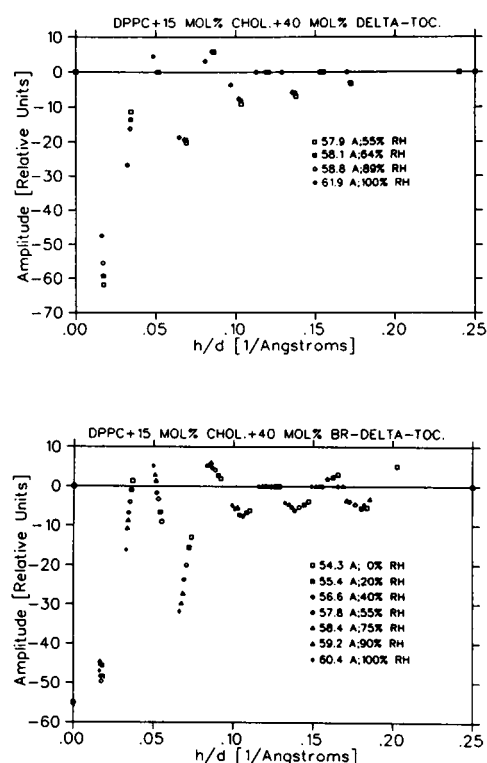 DPPC+15 MOL% CHOL.+40 MOL% DELTA-TOC.
Amplitude [Relative Units]
10
0
-10
-20
-30
-40
-50
-60
-70
57.9 A;55% RH
58.1 A;64% RH
58.8 A;89% RH
61.9 A;100% RH
.00 .05 .10 .15 .20 .25
h/d [1/Angstroms]
DPPC+15 MOL% CHOL.+40 MOL% BR-DELTA-TOC.
Amplitude [Relative Units]
10
0
-10
-20
-30
-40
-50
-60
54.3 A; 0% RH
55.4 A;20% RH
56.6 A;40% RH
57.8 A;55% RH
58.4 A;75% RH
59.2 A;90% RH
60.4 A;100% RH
.00 .05 .10 .15 .20 .25
h/d [1/Angstroms]